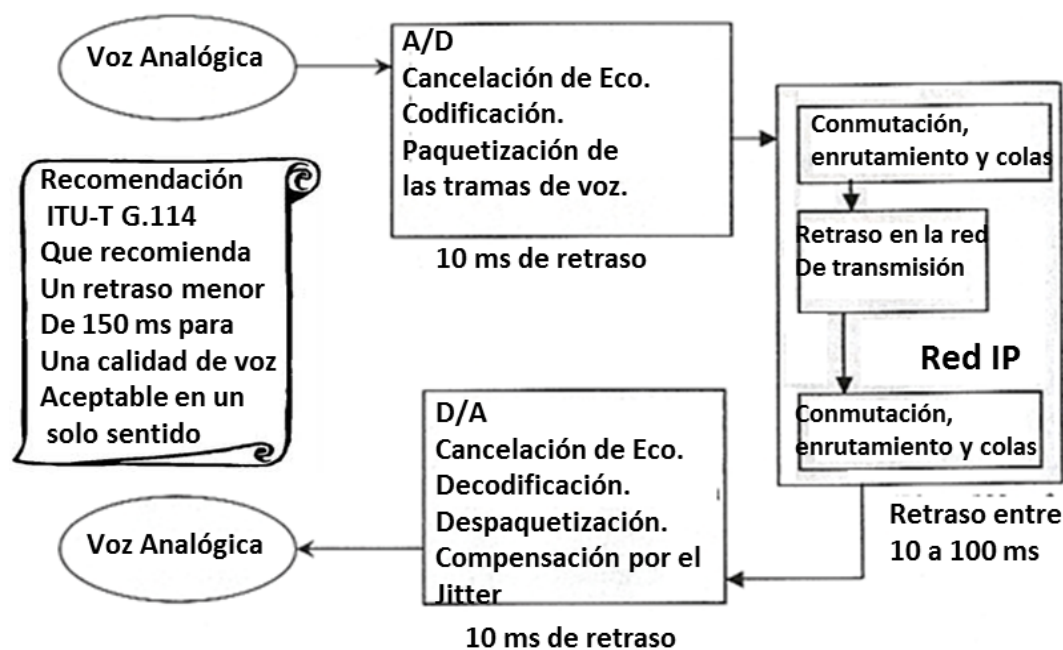 Voz Analógica
A/D
Cancelación de Eco.
Codificación.
Paquetización de
las tramas de voz.
10 ms de retraso
Conmutación,
enrutamiento y colas
Retraso en la red
De transmisión
Red IP
Conmutación,
enrutamiento y colas
Retraso entre
10 a 100 ms
Recomendación
ITU-T G.114
Que recomienda
Un retraso menor
De 150 ms para
Una calidad de voz
Aceptable en un
solo sentido
D/A
Cancelación de Eco.
Decodificación.
Despaquetización.
Compensación por el
Jitter
10 ms de retraso
Voz Analógica